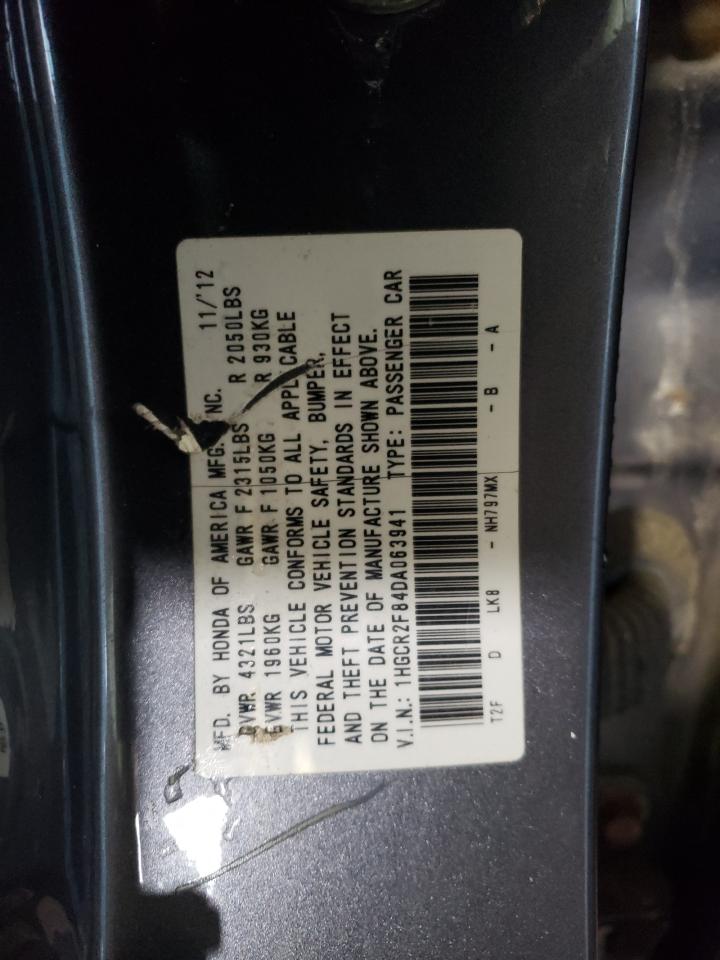 MFD. BY HONDA OF AMERICA MFG. INC. 11/'12
GVWR 4321LBS GAWR F 2315LBS R 2050LBS
GVWR 1960KG GAWR F 1050KG R 930KG
THIS VEHICLE CONFORMS TO ALL APPLICABLE
FEDERAL MOTOR VEHICLE SAFETY, BUMPER,
AND THEFT PREVENTION STANDARDS IN EFFECT
ON THE DATE OF MANUFACTURE SHOWN ABOVE.
V.I.N.: 1HGCR2F84DA063941 TYPE: PASSENGER CAR
T2F D LK8 - NH797MX - B - A